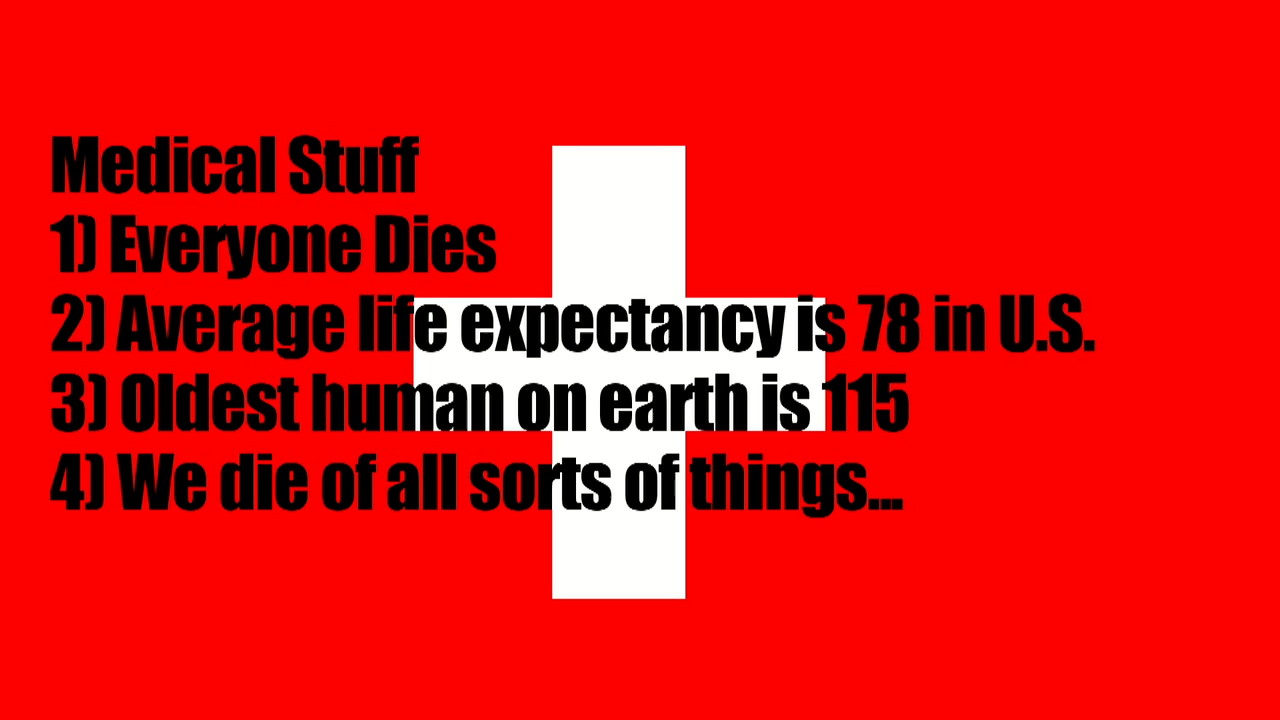 Medical Stuff
1) Everyone Dies
2) Average life expectancy is 78 in U.S.
3) Oldest human on earth is 115
4) We die of all sorts of things...